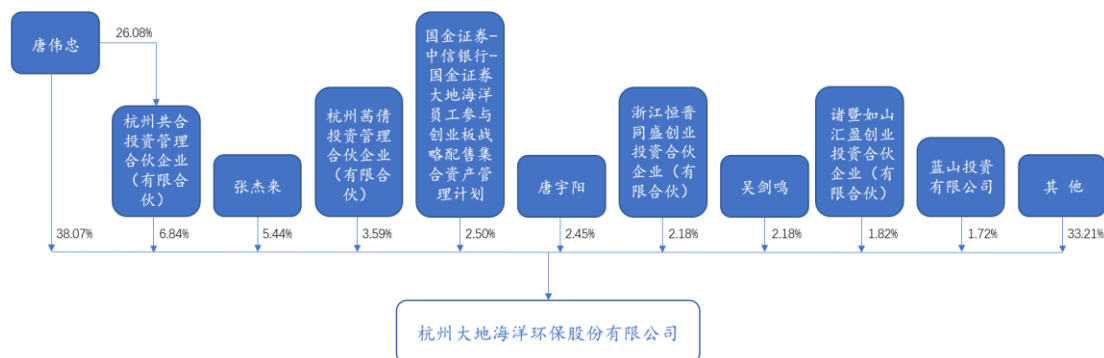 唐伟忠
26.08%
杭州共合
投资管理
合伙企业
（有限合
伙）
张杰来
杭州菡倩
投资管理
合伙企业
（有限合
伙）
国金证券-
中信银行-
国金证券
大地海洋
员工参与
创业板战
略配售集
合资产管
理计划
唐宇阳
浙江恒晋
同盛创业
投资合伙
企业（有
限合伙）
吴剑鸣
诸暨如山
汇盈创业
投资合伙
企业（有
限合伙）
蓝山投资
有限公司
其 他
38.07%
6.84%
5.44%
3.59%
2.50%
2.45%
2.18%
2.18%
1.82%
1.72%
33.21%
杭州大地海洋环保股份有限公司